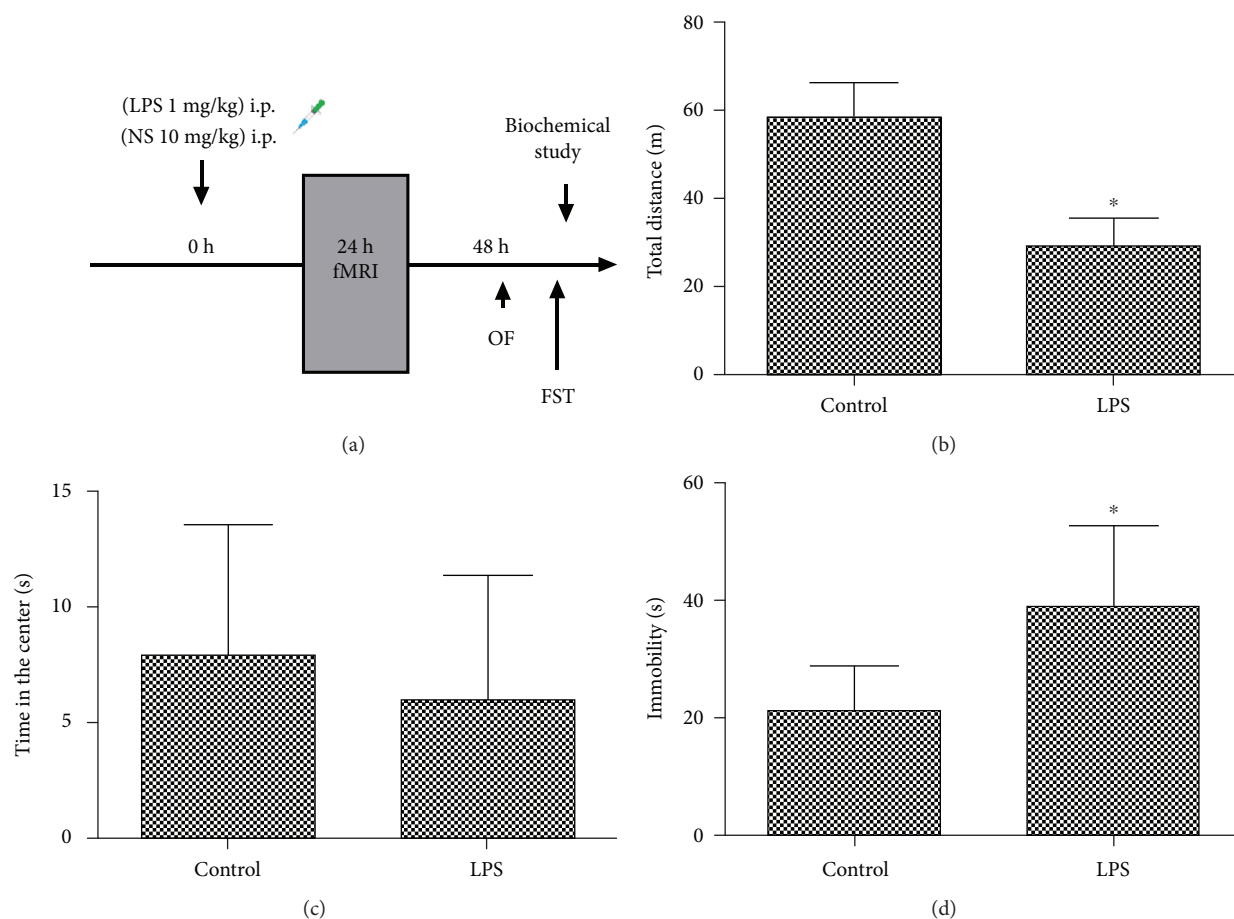 (LPS 1 mg/kg) i.p.
(NS 10 mg/kg) i.p.
Biochemical
study
0 h
24 h
fMRI
48 h
OF
FST
(a)
80
60
40
20
0
Total distance (m)
*
Control
LPS
(b)
15
10
5
0
Time in the center (s)
Control
LPS
(c)
60
40
20
0
Immobility (s)
*
Control
LPS
(d)